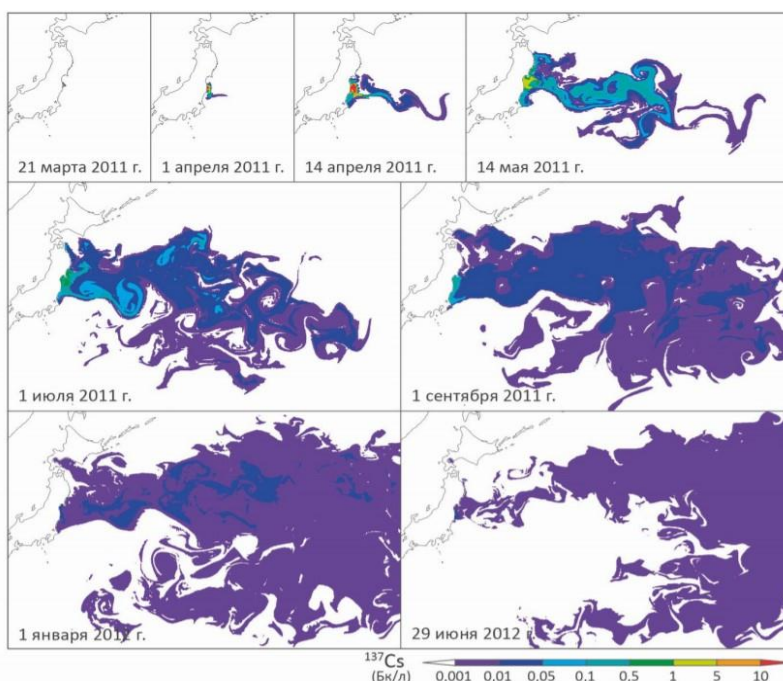 21 марта 2011 г.
1 апреля 2011 г.
14 апреля 2011 г.
14 мая 2011 г.
1 июля 2011 г.
1 сентября 2011 г.
1 января 2012 г.
29 июня 2012 г.
¹³⁷Cs
(Бк/л)
0.001 0.01 0.05 0.1 0.5 1 5 10